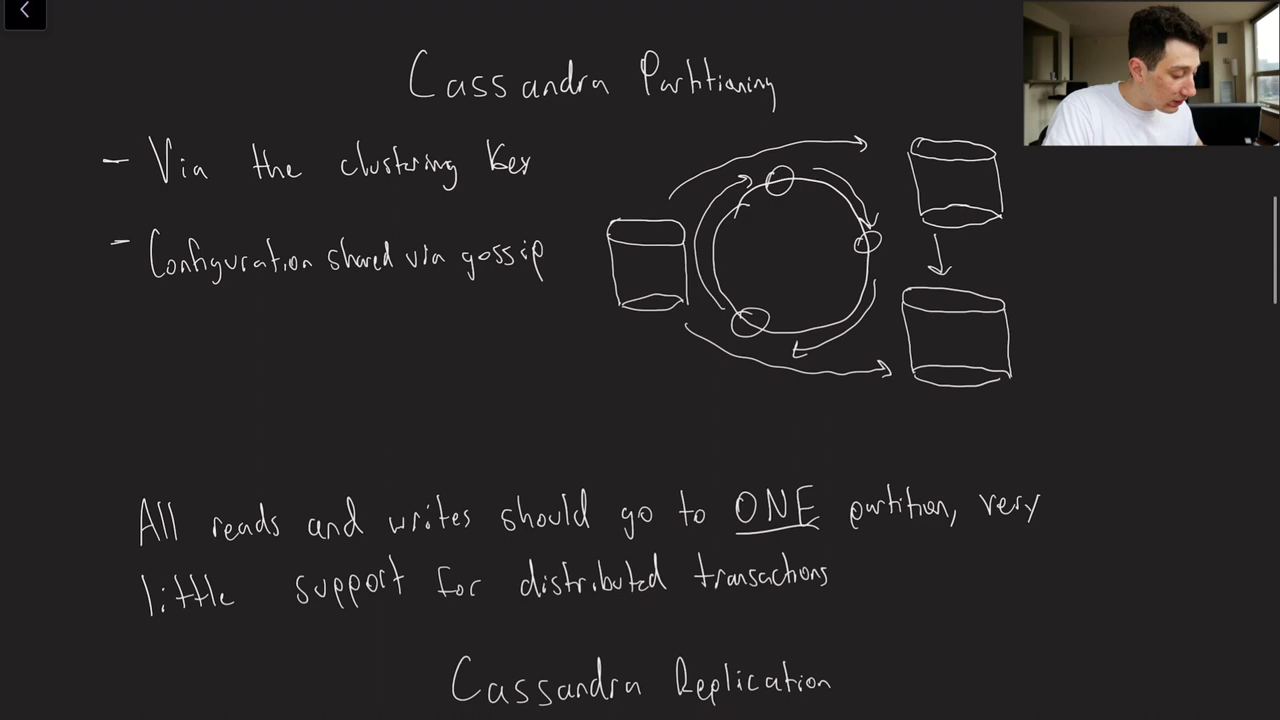 Cassandra Partitioning
- Via the clustering key
- Configuration shared via gossip
All reads and writes should go to ONE partition, very
little support for distributed transactions
Cassandra Replication